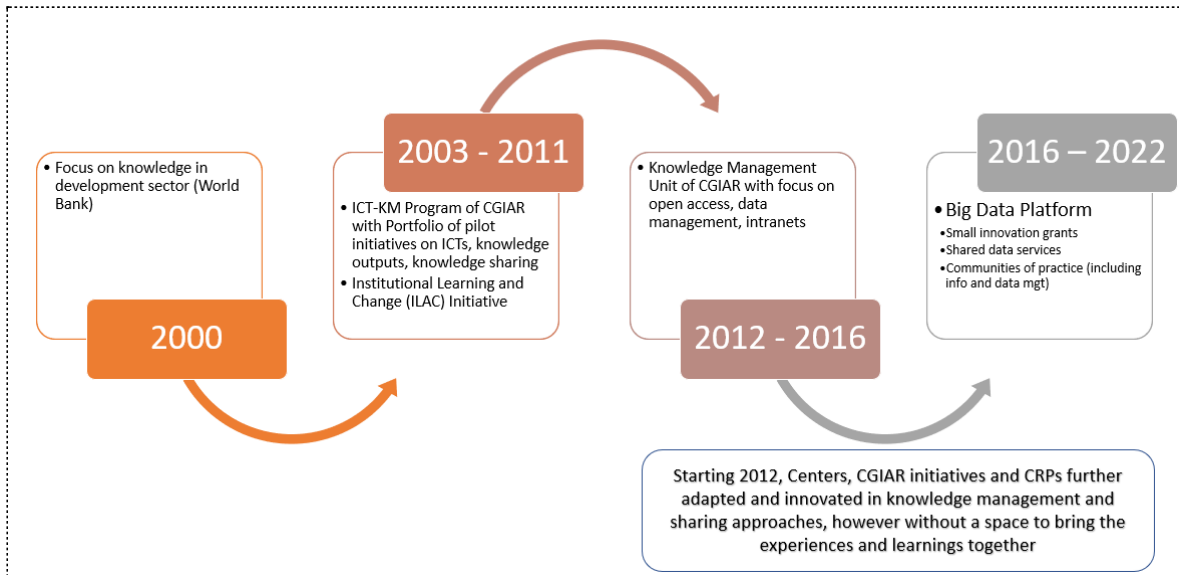 • Focus on knowledge in
development sector (World
Bank)
2000
2003 - 2011
• ICT-KM Program of CGIAR
with Portfolio of pilot
initiatives on ICTs, knowledge
outputs, knowledge sharing
• Institutional Learning and
Change (ILAC) Initiative
• Knowledge Management
Unit of CGIAR with focus on
open access, data
management, intranets
2012 - 2016
2016 – 2022
• Big Data Platform
•Small innovation grants
•Shared data services
•Communities of practice (including
info and data mgt)
Starting 2012, Centers, CGIAR initiatives and CRPs further
adapted and innovated in knowledge management and
sharing approaches, however without a space to bring the
experiences and learnings together